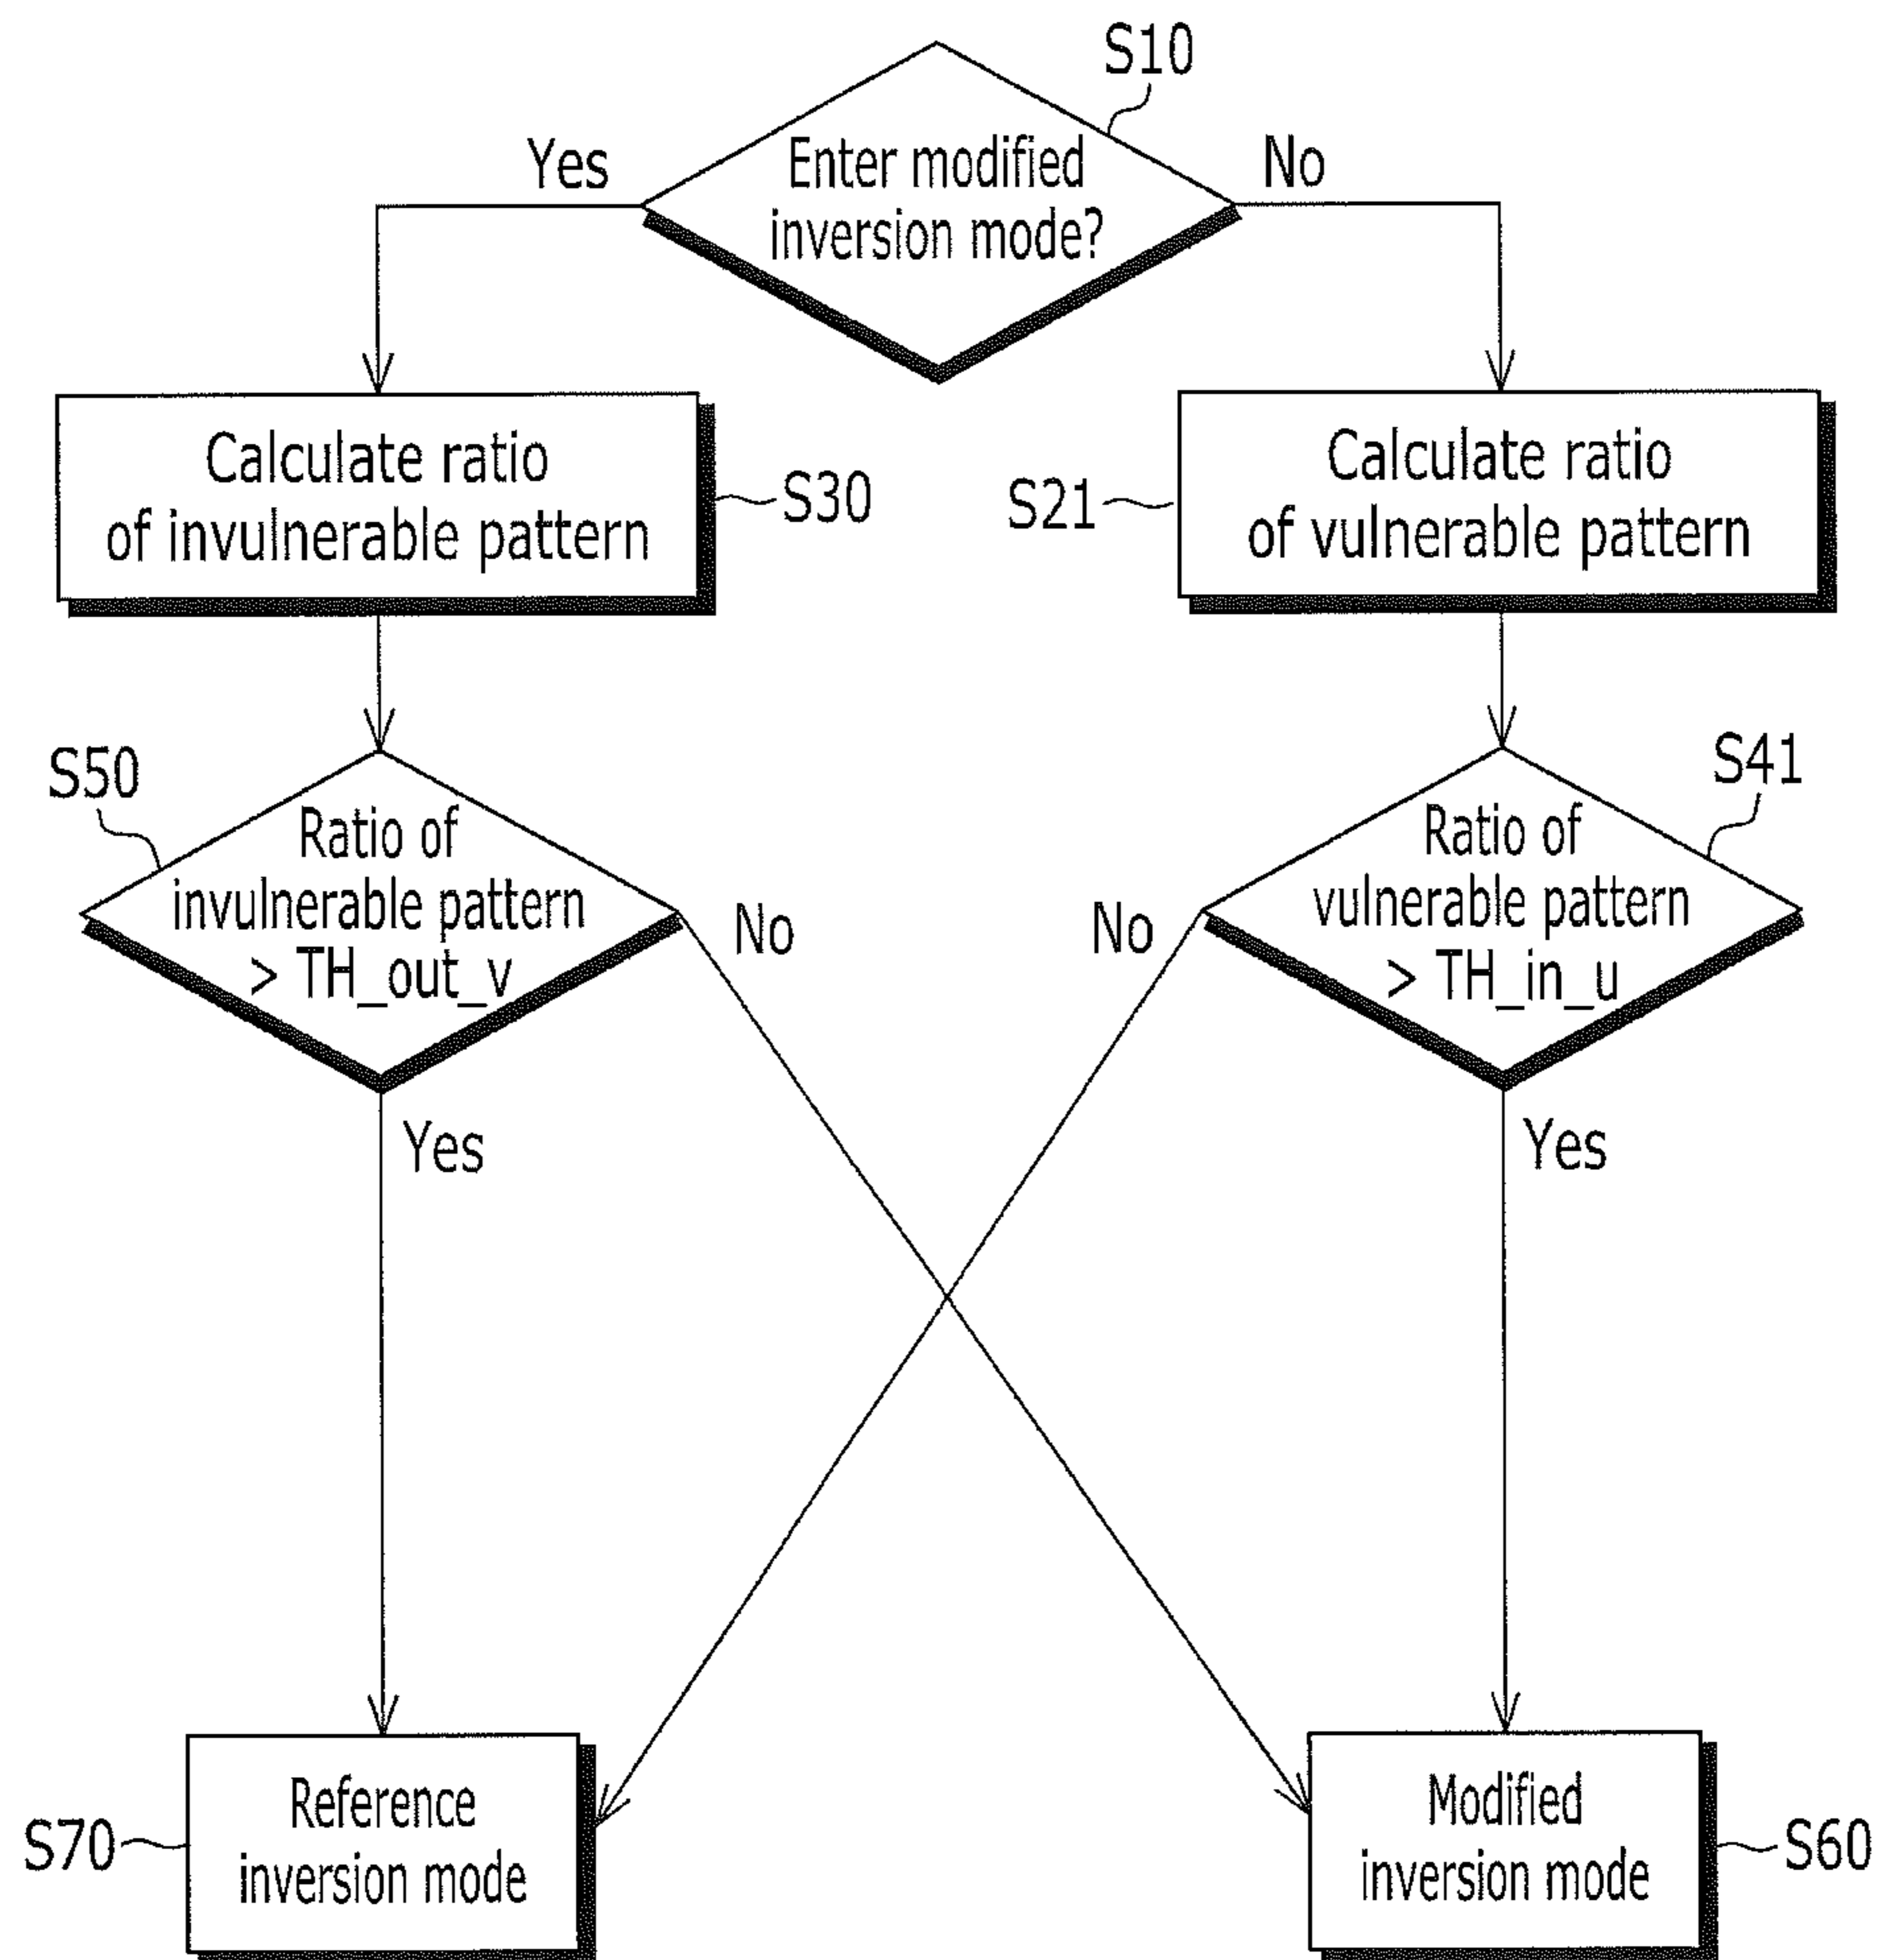 S10
Yes
Enter modified
inversion mode?
No
Calculate ratio
of invulnerable pattern
S30
S21
Calculate ratio
of vulnerable pattern
S50
Ratio of
invulnerable pattern
> TH_out_v
No
Yes
S41
Ratio of
vulnerable pattern
> TH_in_u
No
Yes
S70
Reference
inversion mode
Modified
inversion mode
S60